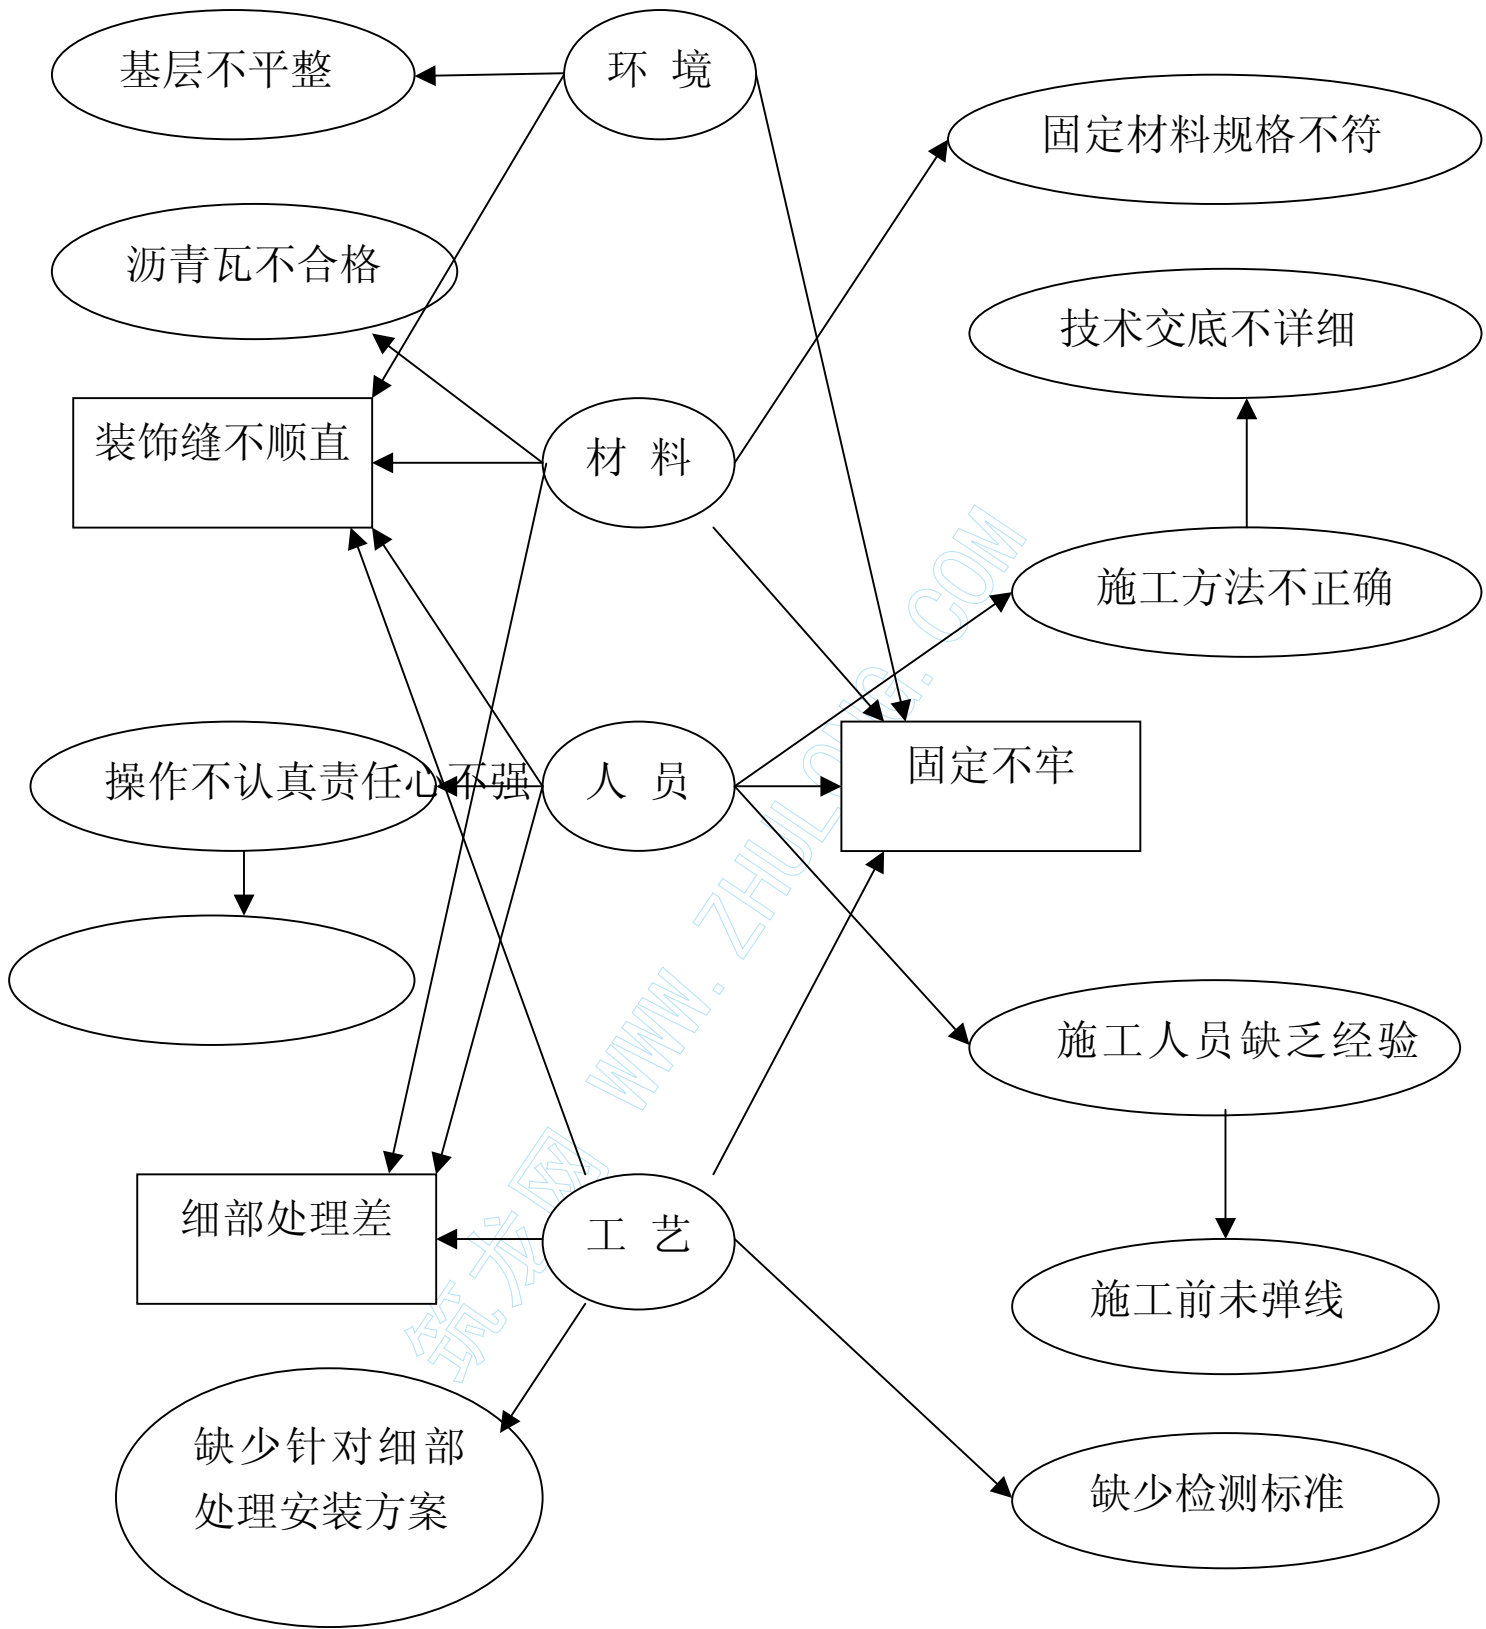 基层不平整
环 境
固定材料规格不符
沥青瓦不合格
技术交底不详细
装饰缝不顺直
材 料
施工方法不正确
操作不认真责任心不强
人 员
固定不牢
施工人员缺乏经验
细部处理差
工 艺
施工前未弹线
缺少针对细部
处理安装方案
缺少检测标准
筑龙网 WWW.ZHULONG.COM